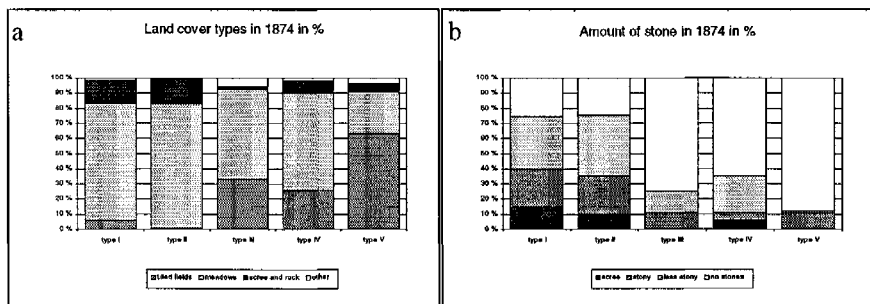 a
Land cover types in 1874 in %
100 %
90 %
80 %
70 %
60 %
50 %
40 %
30 %
20 %
10 %
0 %
type I
type II
type III
type IV
type V
tilled fields
meadows
scree and rock
other
b
Amount of stone in 1874 in %
100 %
90 %
80 %
70 %
60 %
50 %
40 %
30 %
20 %
10 %
0 %
type I
type II
type III
type IV
type V
scree
stony
less stony
no stones